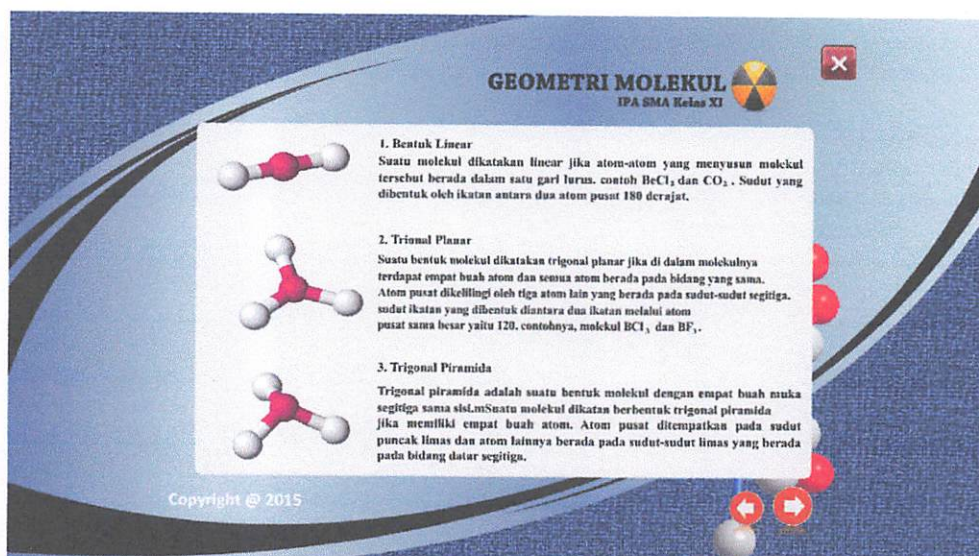 GEOMETRI MOLEKUL
IPA SMA Kelas XI
1. Bentuk Linear
Suatu molekul dikatakan linear jika atom-atom yang menyusun molekul
tersebut berada dalam satu gari lurus. contoh BeCl₂ dan CO₂ . Sudut yang
dibentuk oleh ikatan antara dua atom pusat 180 derajat.
2. Trional Planar
Suatu bentuk molekul dikatakan trigonal planar jika di dalam molekulnya
terdapat empat buah atom dan semua atom berada pada bidang yang sama.
Atom pusat dikelilingi oleh tiga atom lain yang berada pada sudut-sudut segitiga.
sudut ikatan yang dibentuk diantara dua ikatan melalui atom
pusat sama besar yaitu 120. contohnya, molekul BCl₃ dan BF₃.
3. Trigonal Piramida
Trigonal piramida adalah suatu bentuk molekul dengan empat buah muka
segitiga sama sisi.mSuatu molekul dikatan berbentuk trigonal piramida
jika memiliki empat buah atom. Atom pusat ditempatkan pada sudut
puncak limas dan atom lainnya berada pada sudut-sudut limas yang berada
pada bidang datar segitiga.
Copyright @ 2015